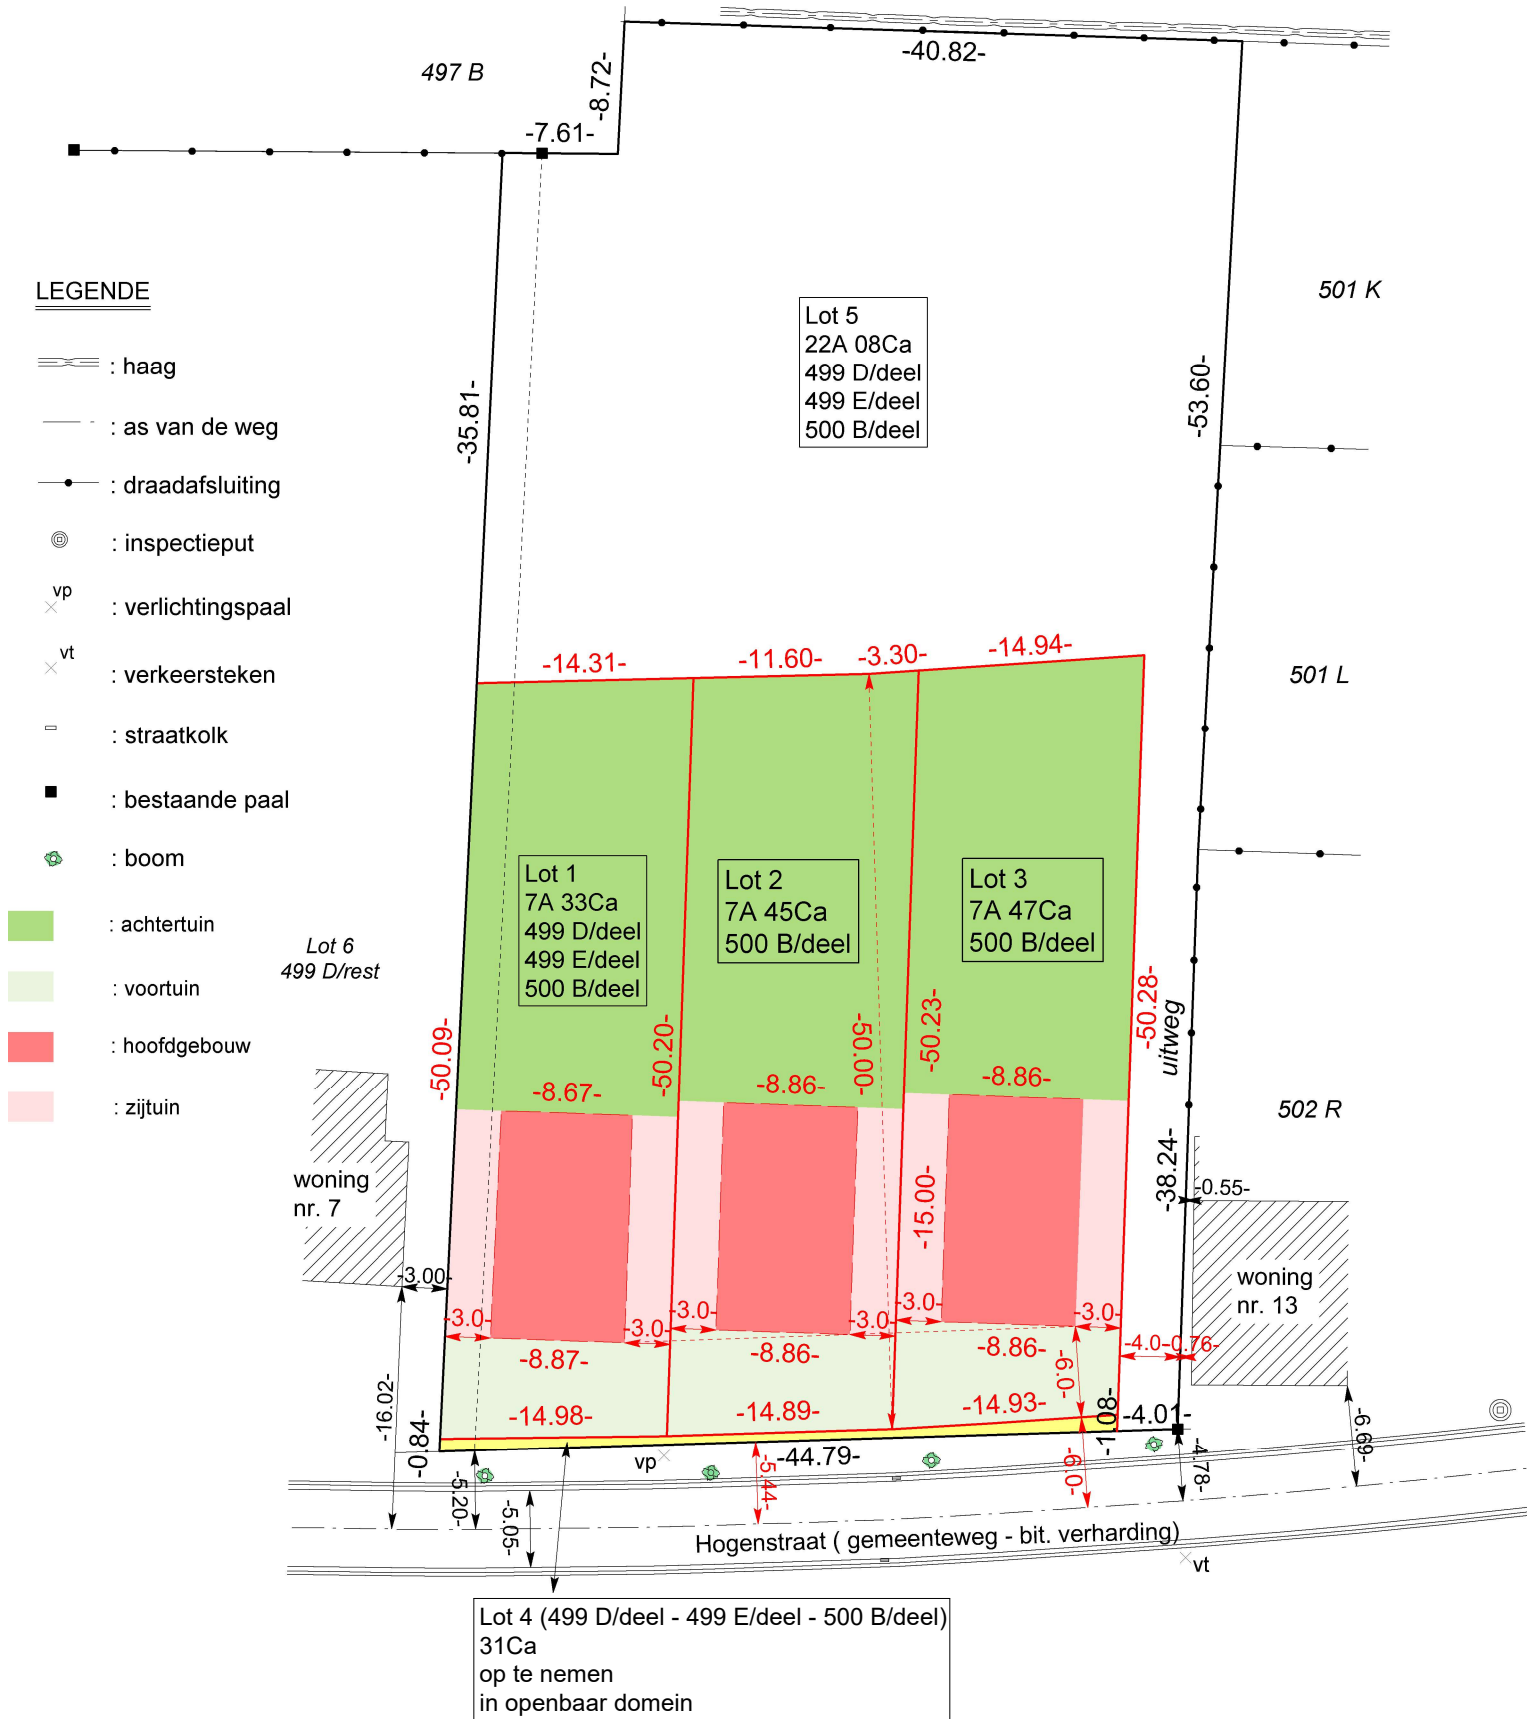 -40.82-
497 B
-8.72-
-7.61-
LEGENDE
: haag
: as van de weg
: draadafsluiting
: inspectieput
vp
: verlichtingspaal
vt
: verkeersteken
: straatkolk
: bestaande paal
: boom
: achtertuin
: voortuin
: hoofdgebouw
: zijtuin
501 K
Lot 5
22A 08Ca
499 D/deel
499 E/deel
500 B/deel
-35.81-
-53.60-
501 L
-14.31-
-11.60-
-3.30-
-14.94-
Lot 1
7A 33Ca
499 D/deel
499 E/deel
500 B/deel
Lot 2
7A 45Ca
500 B/deel
Lot 3
7A 47Ca
500 B/deel
Lot 6
499 D/rest
-50.09-
-50.20-
-50.00-
-50.23-
-50.28-
uitweg
502 R
-8.67-
-8.86-
-8.86-
woning
nr. 7
-15.00-
-38.24-
-0.55-
woning
nr. 13
-3.00-
-3.0-
-3.0-
-3.0-
-3.0-
-3.0-
-3.0-
-8.87-
-8.86-
-8.86-
-6.0-
-4.0-
0.76-
-16.02-
-0.84-
-14.98-
-14.89-
-14.93-
-1.08-
-4.01-
-5.20-
-5.05-
vp
-44.79-
-5.44-
-6.0-
-4.78-
-6.69-
Hogenstraat ( gemeenteweg - bit. verharding)
vt
Lot 4 (499 D/deel - 499 E/deel - 500 B/deel)
31Ca
op te nemen
in openbaar domein